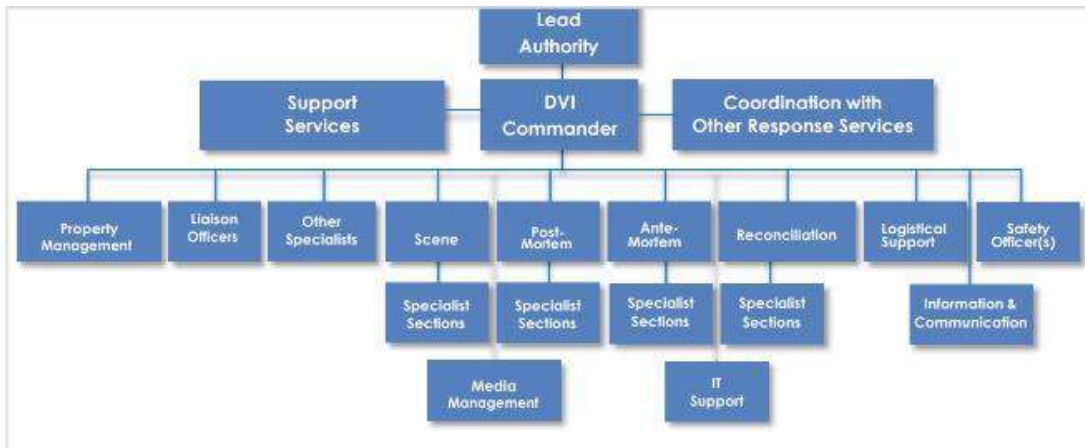 Lead
Authority
Support
Services
DVI
Commander
Coordination with
Other Response Services
Property
Management
Liaison
Officers
Other
Specialists
Scene
Post-
Mortem
Ante-
Mortem
Reconciliation
Logistical
Support
Safety
Officer(s)
Specialist
Sections
Specialist
Sections
Specialist
Sections
Specialist
Sections
Information &
Communication
Media
Management
IT
Support